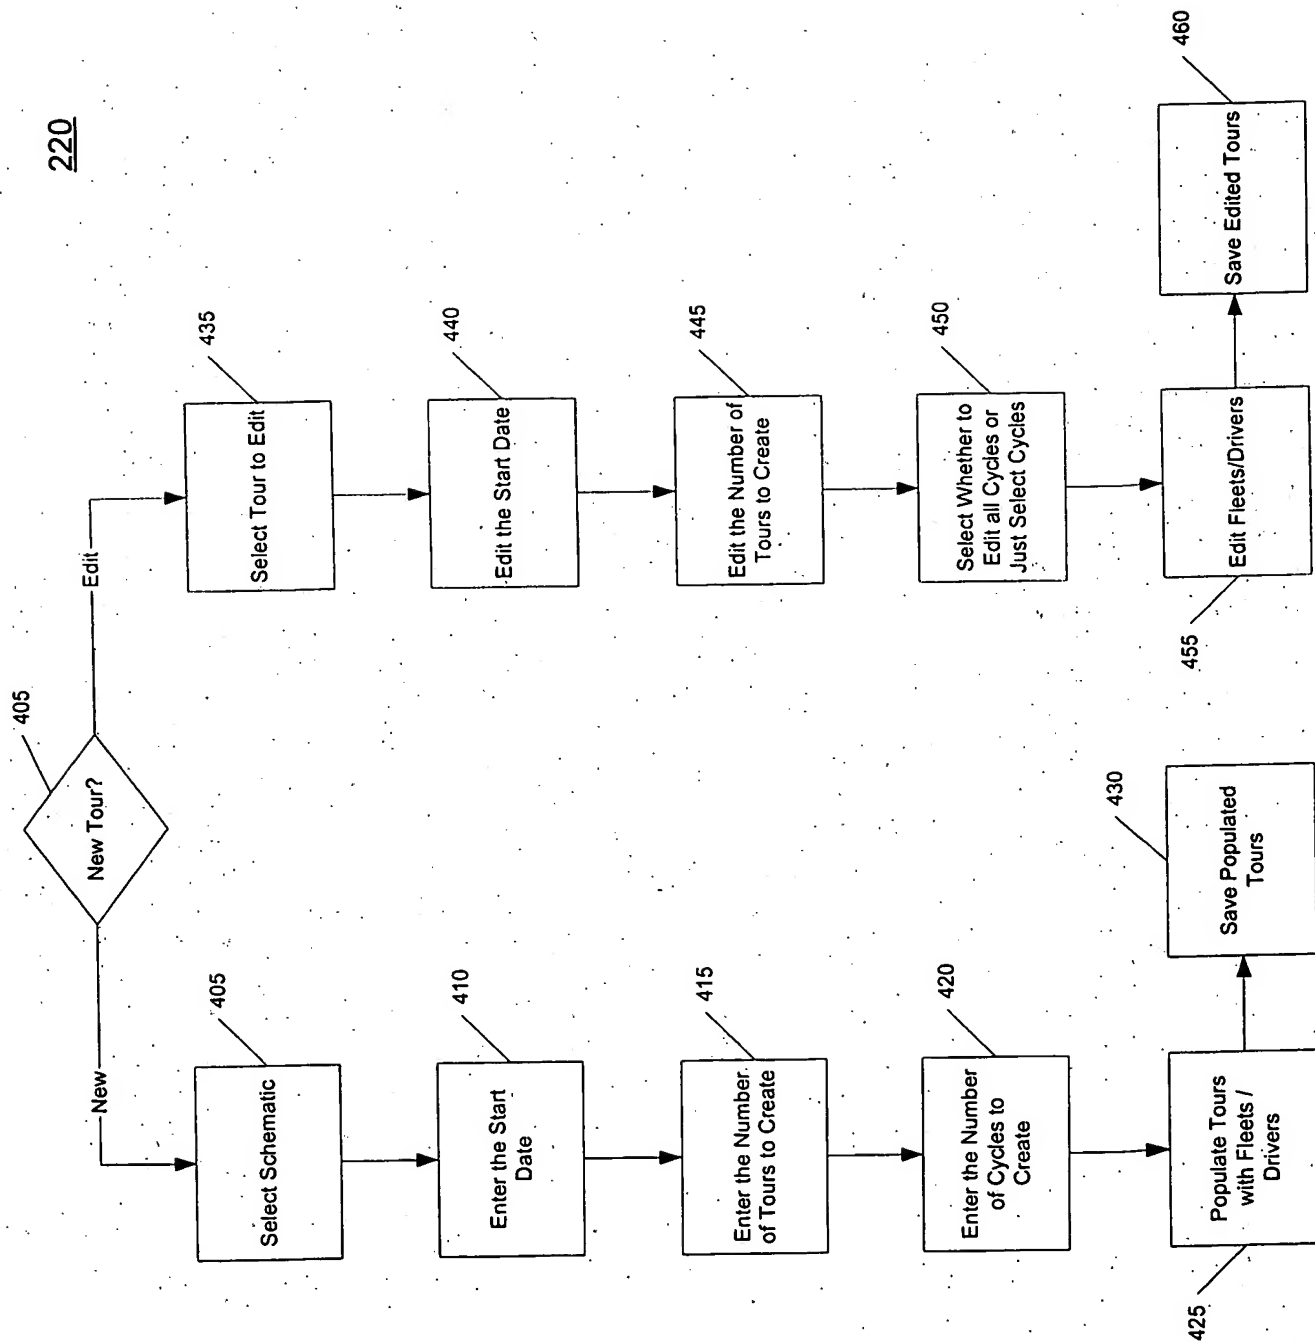 220
405
New Tour?
New
Edit
405
Select Schematic
410
Enter the Start
Date
415
Enter the Number
of Tours to Create
420
Enter the Number
of Cycles to
Create
425
Populate Tours
with Fleets /
Drivers
430
Save Populated
Tours
435
Select Tour to Edit
440
Edit the Start Date
445
Edit the Number of
Tours to Create
450
Select Whether to
Edit all Cycles or
Just Select Cycles
455
Edit Fleets/Drivers
460
Save Edited Tours